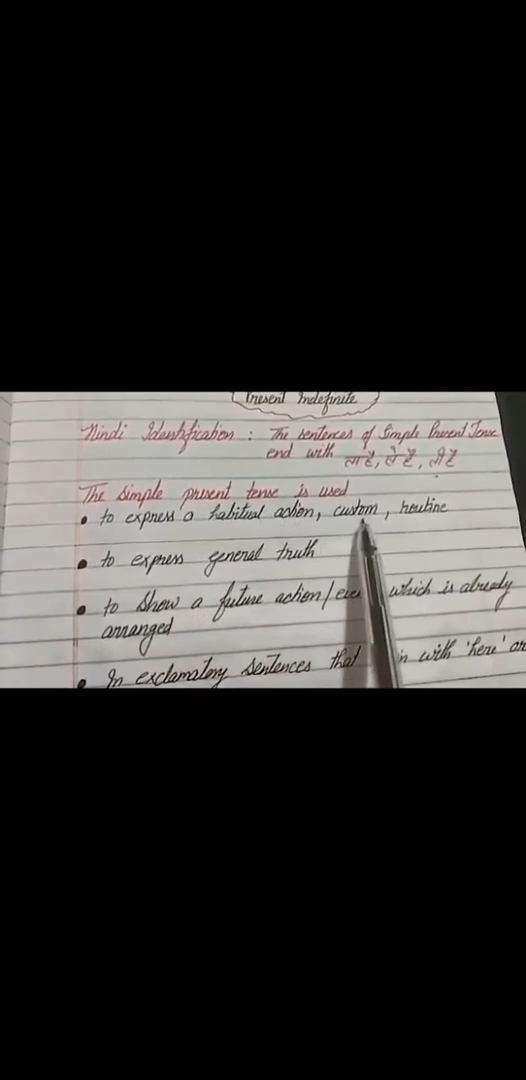 Present Indefinite
Hindi Identification : The sentences of Simple Present Tense
end with ता है, ते है, ती है
The simple present tense is used
• to express a habitual action, custom, routine
• to express general truth
• to show a future action/ which is already
arranged
• In exclamatory sentences that with 'here'